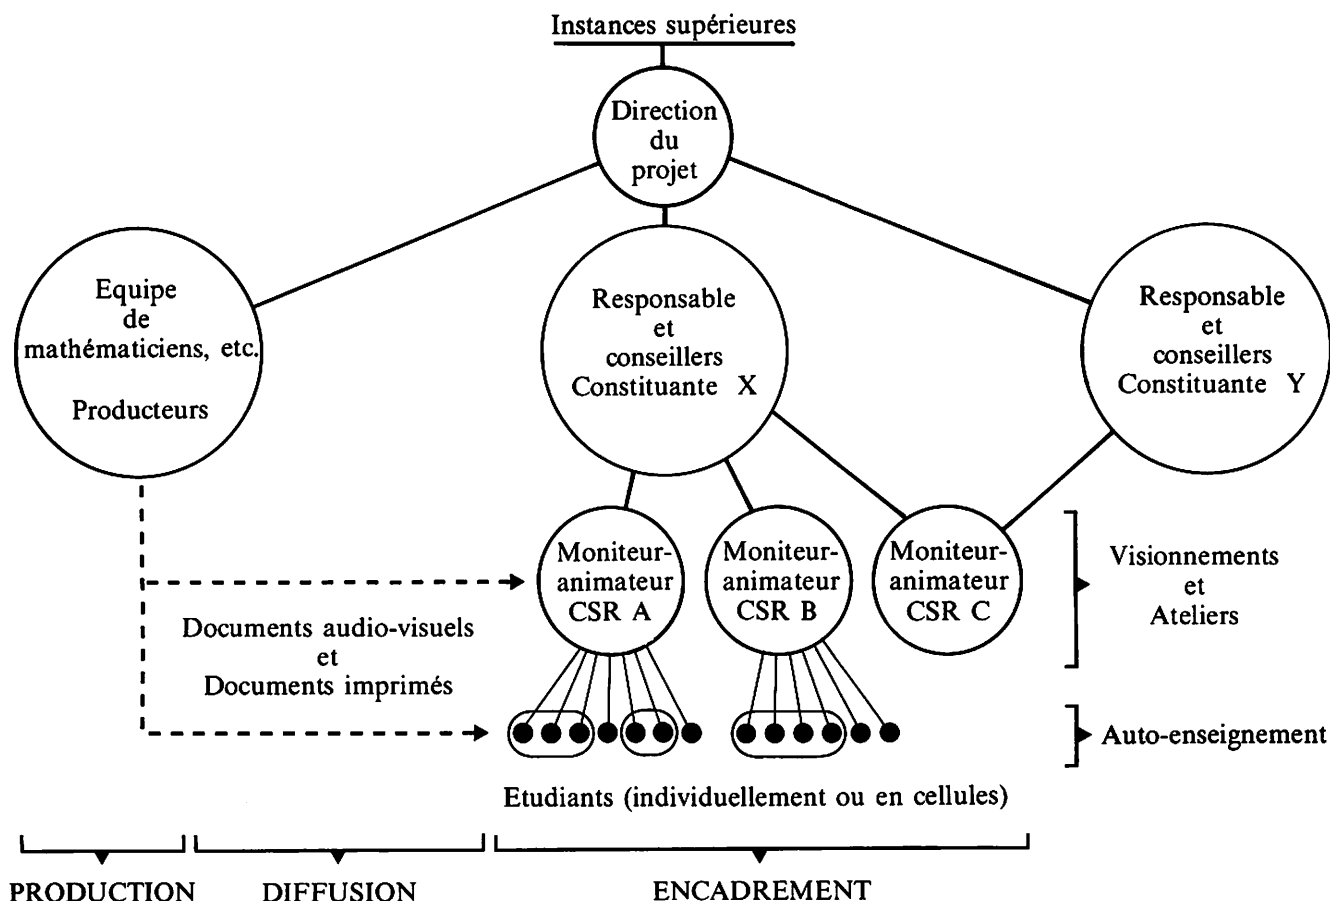 Instances supérieures
Direction
du
projet
Equipe
de
mathématiciens, etc.
Producteurs
Responsable
et
conseillers
Constituante X
Responsable
et
conseillers
Constituante Y
Moniteur-
animateur
CSR A
Moniteur-
animateur
CSR B
Moniteur-
animateur
CSR C
Visionnements
et
Ateliers
Documents audio-visuels
et
Documents imprimés
Auto-enseignement
Etudiants (individuellement ou en cellules)
PRODUCTION
DIFFUSION
ENCADREMENT